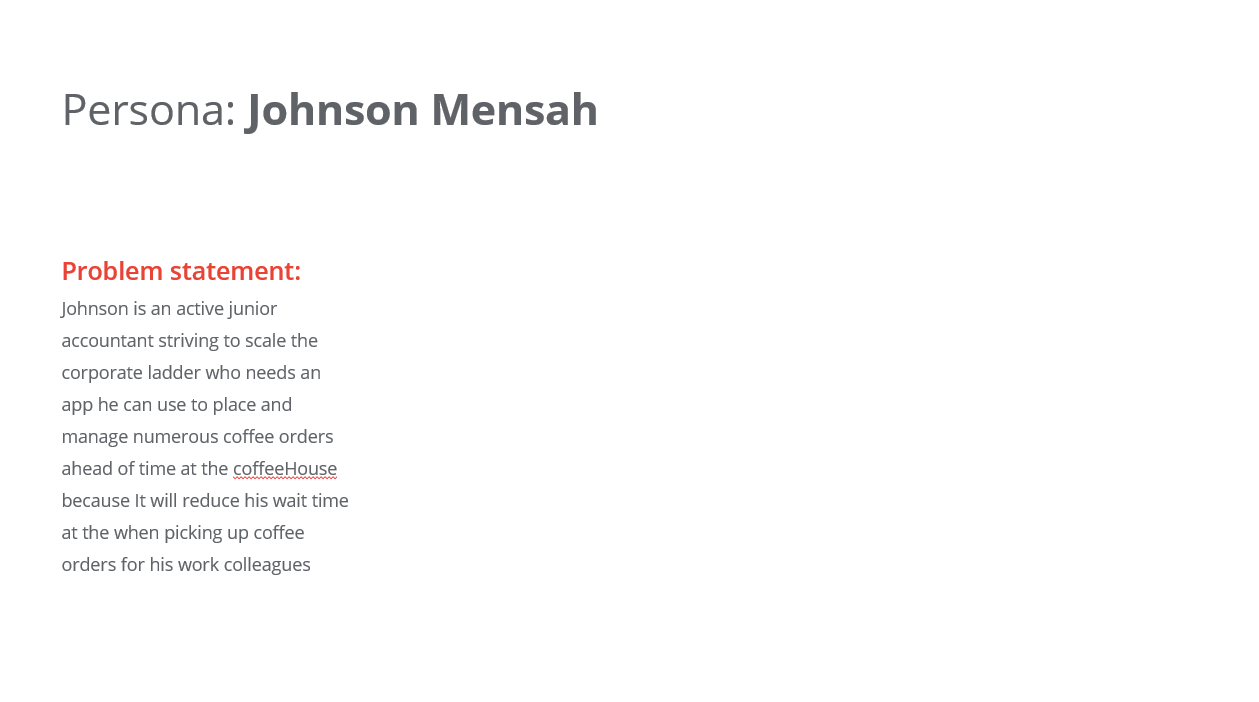 Persona: Johnson Mensah
Problem statement:
Johnson is an active junior
accountant striving to scale the
corporate ladder who needs an
app he can use to place and
manage numerous coffee orders
ahead of time at the coffeeHouse
because It will reduce his wait time
at the when picking up coffee
orders for his work colleagues